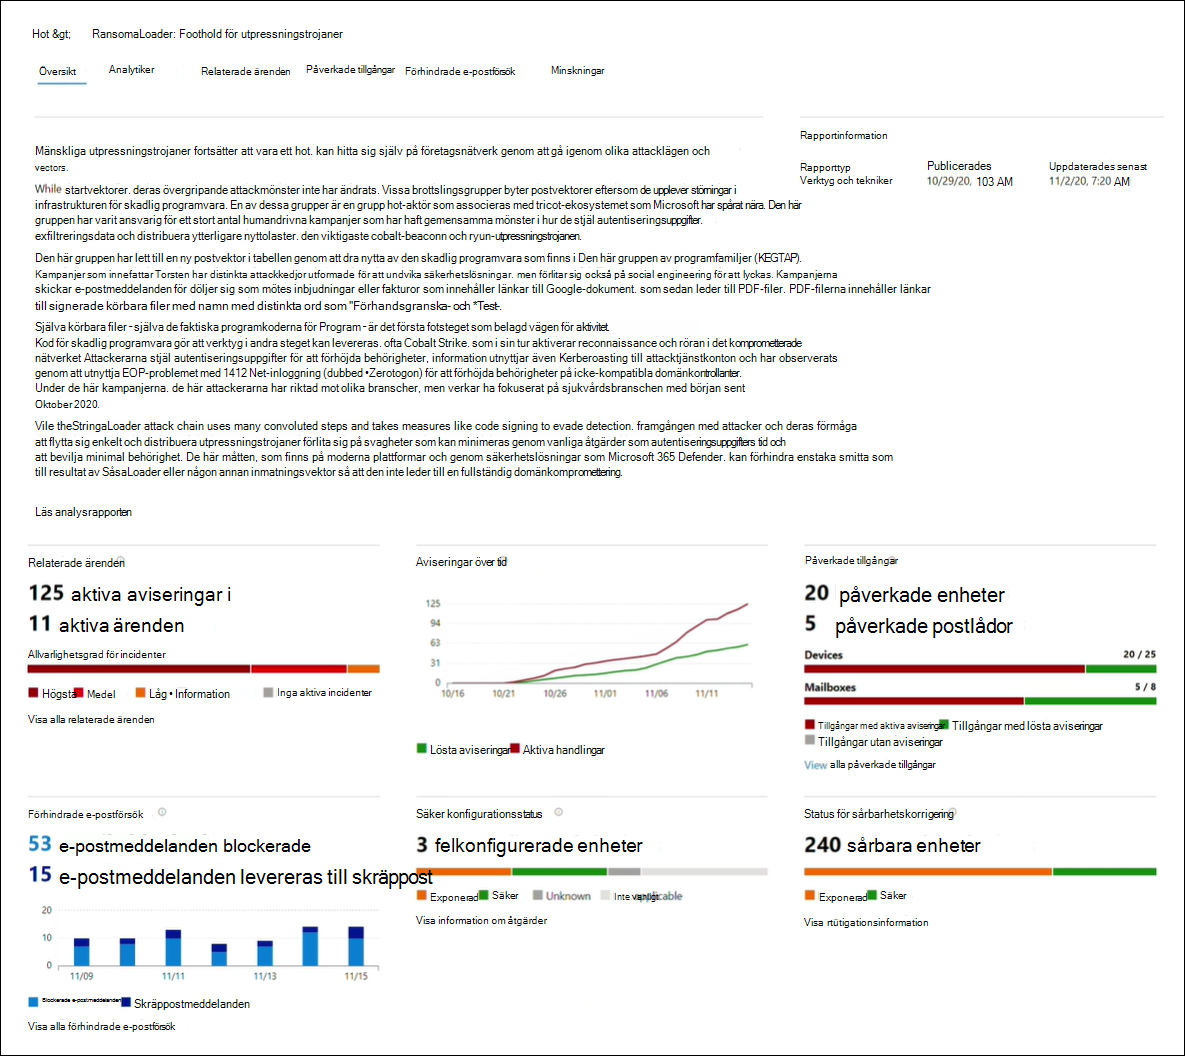 Hot &gt; RansomaLoader: Foothold för utpressningstrojaner
Översikt Analytiker Relaterade ärenden Påverkade tillgångar Förhindrade e-postförsök Minskningar
Mänskliga utpressningstrojaner fortsätter att vara ett hot. kan hitta sig själv på företagsnätverk genom att gå igenom olika attacklägen och
vectors.
While startvektorer. deras övergripande attackmönster inte har ändrats. Vissa brottslingsgrupper byter postvektorer eftersom de upplever störningar i
infrastrukturen för skadlig programvara. En av dessa grupper är en grupp hot-aktör som associeras med tricot-ekosystemet som Microsoft har spårat nära. Den här
gruppen har varit ansvarig för ett stort antal humandrivna kampanjer som har haft gemensamma mönster i hur de stjäl autentiseringsuppgifter.
exfiltreringsdata och distribuera ytterligare nyttolaster. den viktigaste cobalt-beaconn och ryun-utpressningstrojanen.
Den här gruppen har lett till en ny postvektor i tabellen genom att dra nytta av den skadlig programvara som finns i Den här gruppen av programfamiljer (KEGTAP).
Kampanjer som innefattar Torsten har distinkta attackkedjor utformade för att undvika säkerhetslösningar. men förlitar sig också på social engineering för att lyckas. Kampanjerna
skickar e-postmeddelanden för döljer sig som mötes inbjudningar eller fakturor som innehåller länkar till Google-dokument. som sedan leder till PDF-filer. PDF-filerna innehåller länkar
till signerade körbara filer med namn med distinkta ord som "Förhandsgranska- och *Test-.
Själva körbara filer - själva de faktiska programkoderna för Program - är det första fotsteget som belagd vägen för aktivitet.
Kod för skadlig programvara gör att verktyg i andra steget kan levereras. ofta Cobalt Strike. som i sin tur aktiverar reconnaissance och röran i det komprometterade
nätverket Attackerarna stjäl autentiseringsuppgifter för att förhöjda behörigheter, information utnyttjar även Kerberoasting till attacktjänstkonton och har observerats
genom att utnyttja EOP-problemet med 1412 Net-inloggning (dubbed •Zerotogon) för att förhöjda behörigheter på icke-kompatibla domänkontrollanter.
Under de här kampanjerna. de här attackerarna har riktad mot olika branscher, men verkar ha fokuserat på sjukvårdsbranschen med början sent
Oktober 2020.
Vile theStringaLoader attack chain uses many convoluted steps and takes measures like code signing to evade detection. framgången med attacker och deras förmåga
att flytta sig enkelt och distribuera utpressningstrojaner förlita sig på svagheter som kan minimeras genom vanliga åtgärder som autentiseringsuppgifters tid och
att bevilja minimal behörighet. De här måtten, som finns på moderna plattformar och genom säkerhetslösningar som Microsoft 365 Defender. kan förhindra enstaka smitta som
till resultat av SåsaLoader eller någon annan inmatningsvektor så att den inte leder till en fullständig domänkompromettering.
Läs analysrapporten
Rapportinformation
Rapporttyp
Verktyg och tekniker
Publicerades
10/29/20, 103 AM
Uppdaterades senast
11/2/20, 7:20 AM
Relaterade ärenden
125 aktiva aviseringar i
11 aktiva ärenden
Allvarlighetsgrad för incidenter
Högsta Medel Låg • Information Inga aktiva incidenter
Visa alla relaterade ärenden
Aviseringar över tid
125
94
63
31
0
10/16 10/21 10/26 11/01 11/06 11/11
Lösta aviseringar Aktiva handlingar
Påverkade tillgångar
20 påverkade enheter
5 påverkade postlådor
Devices 20 / 25
Mailboxes 5 / 8
Tillgångar med aktiva aviseringar Tillgångar med lösta aviseringar
Tillgångar utan aviseringar
View alla påverkade tillgångar
Förhindrade e-postförsök
53 e-postmeddelanden blockerade
15 e-postmeddelanden levereras till skräppost
20
10
0
11/09 11/11 11/13 11/15
Blockerade e-postmeddelanden Skräppostmeddelanden
Visa alla förhindrade e-postförsök
Säker konfigurationsstatus
3 felkonfigurerade enheter
Exponerad Säker Unknown Inte
Visa information om åtgärder
Status för sårbarhetskorrigering
240 sårbara enheter
Exponerad Säker
Visa rtütigationsinformation